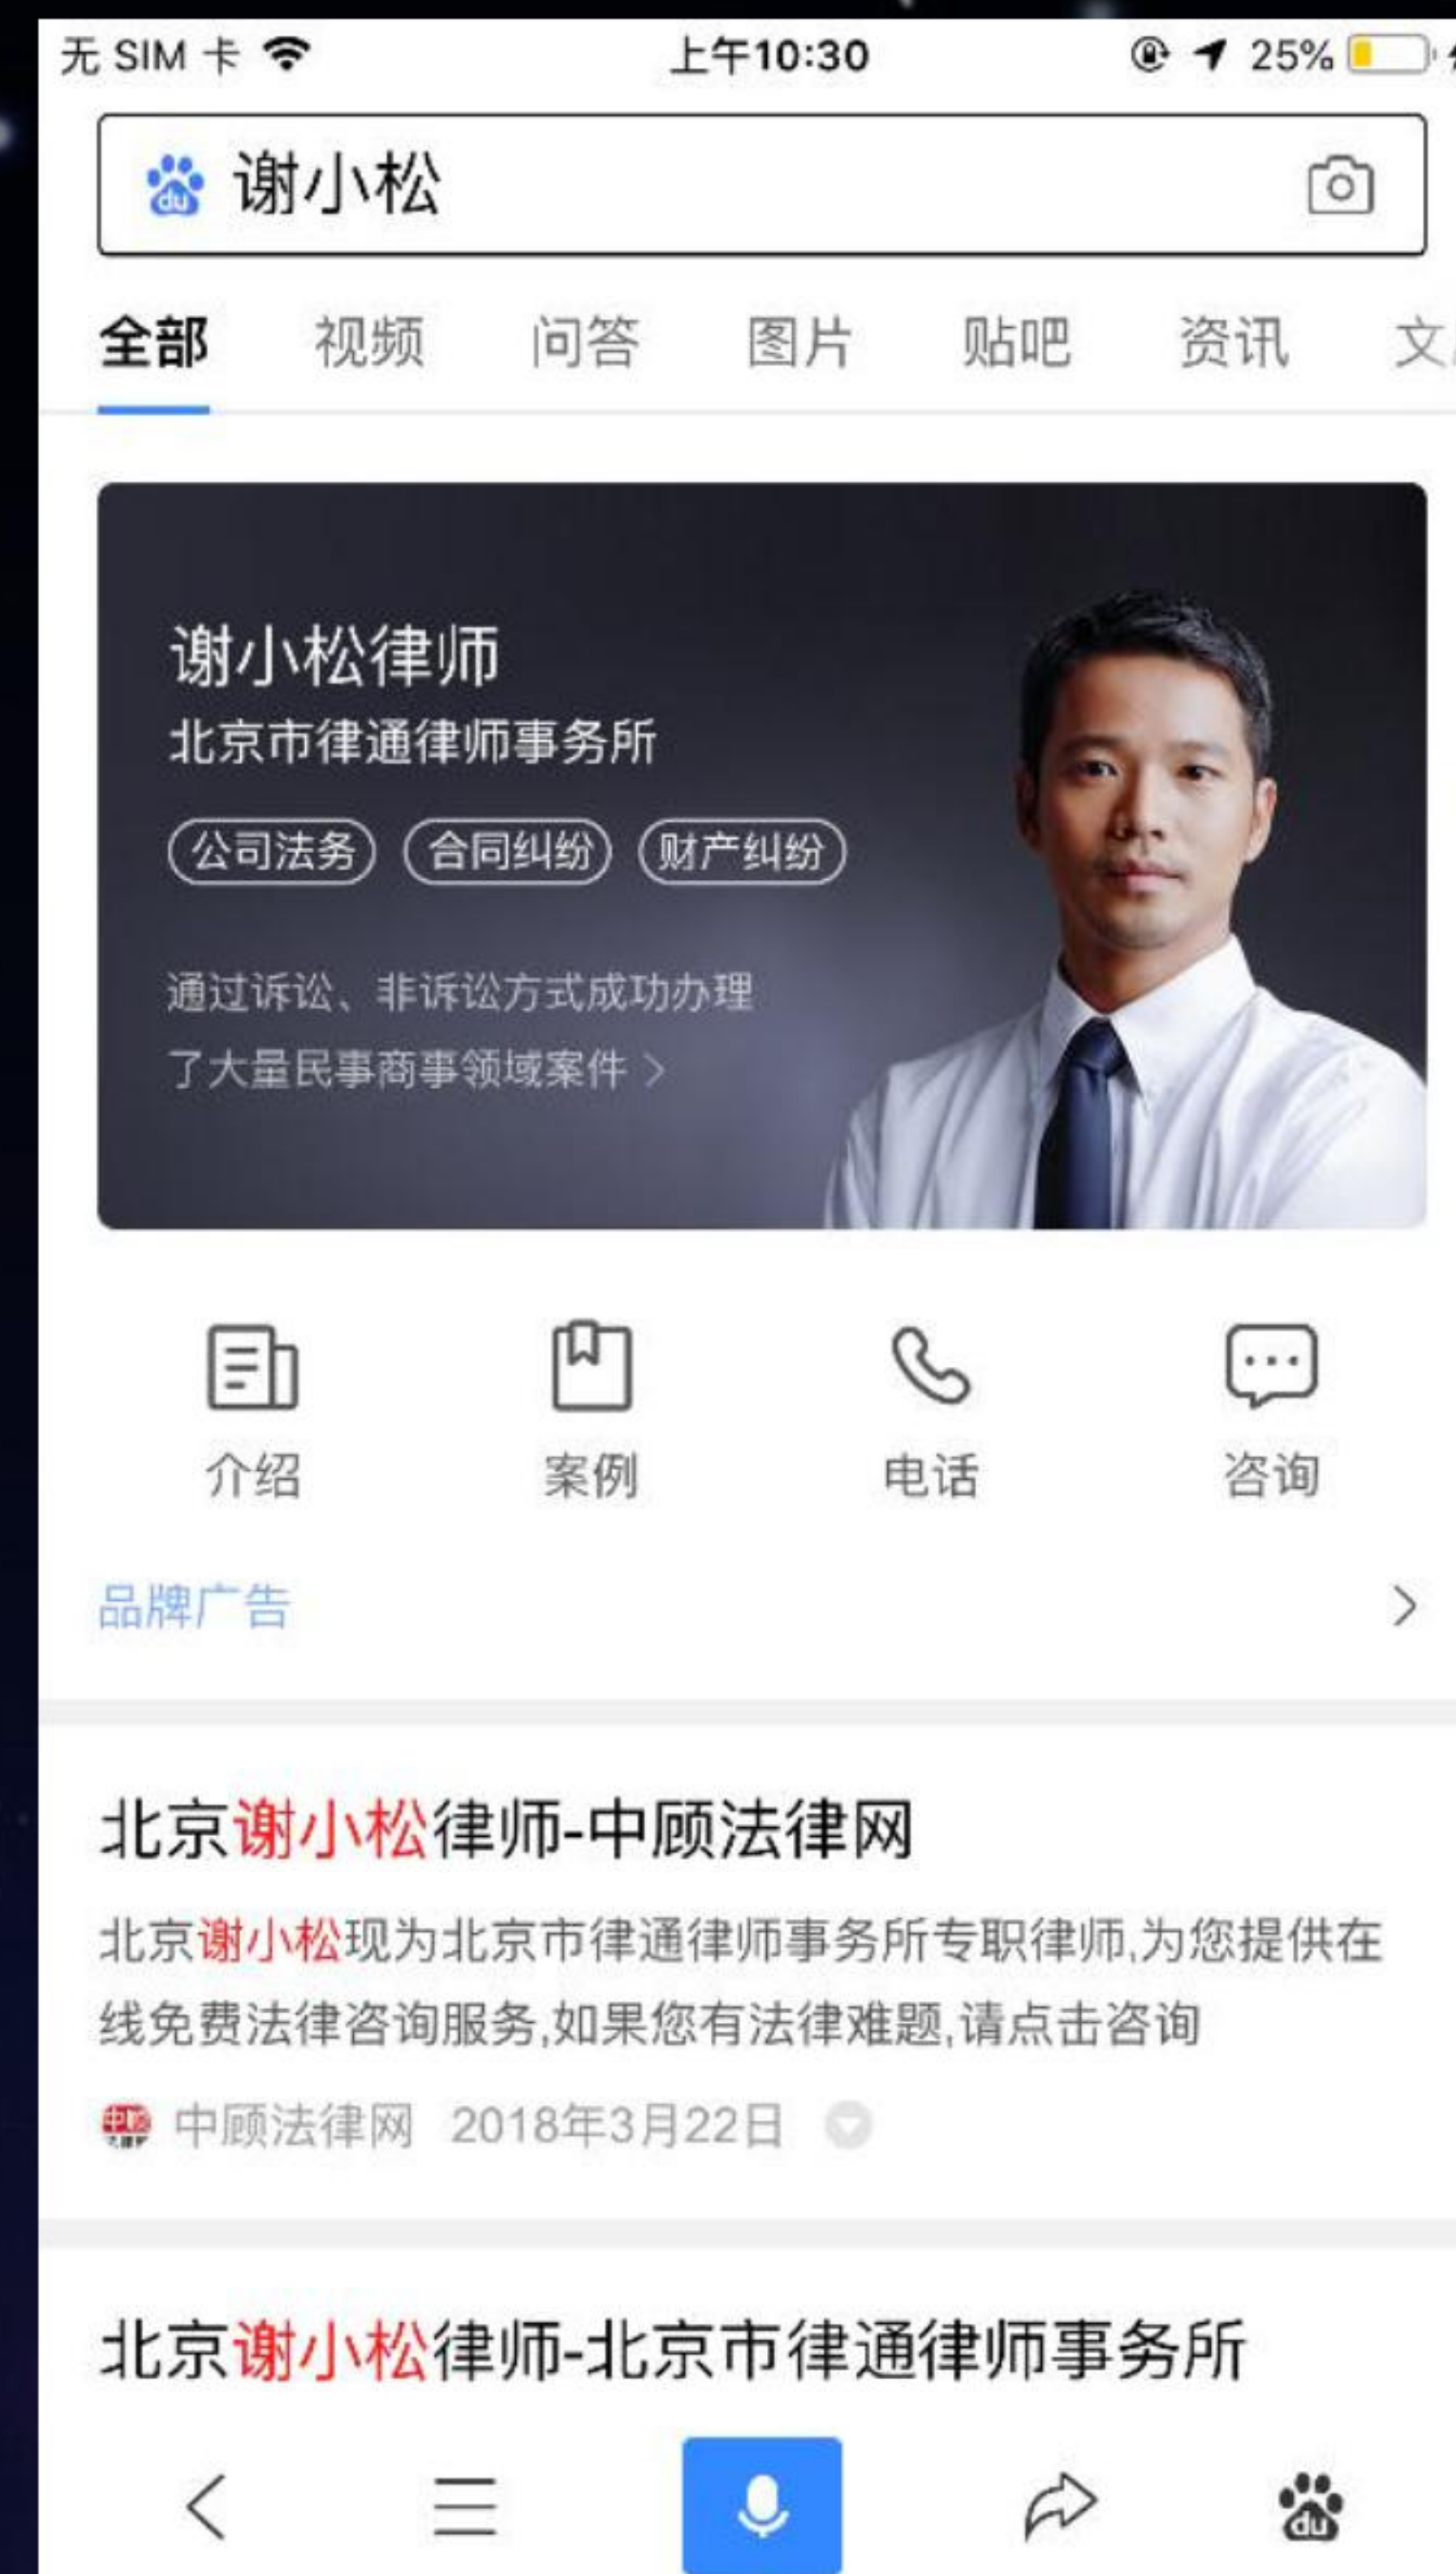 无 SIM 卡 上午10:30 25%
du 谢小松
全部 视频 问答 图片 贴吧 资讯 文
谢小松律师
北京市律通律师事务所
公司法务 合同纠纷 财产纠纷
通过诉讼、非诉讼方式成功办理
了大量民事商事领域案件 >
介绍 案例 电话 咨询
品牌广告
北京谢小松律师-中顾法律网
北京谢小松现为北京市律通律师事务所专职律师,为您提供在
线免费法律咨询服务,如果您有法律难题,请点击咨询
中顾法律网 2018年3月22日
北京谢小松律师-北京市律通律师事务所
du